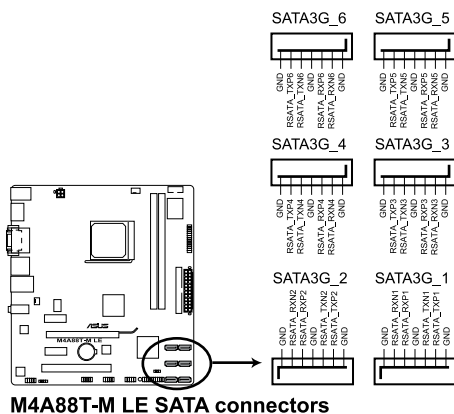 SATA3G_6
GND
RSATA_TXP6
RSATA_TXN6
GND
RSATA_RXP6
RSATA_RXN6
GND
SATA3G_5
GND
RSATA_TXP5
RSATA_TXN5
GND
RSATA_RXP5
RSATA_RXN5
GND
SATA3G_4
GND
RSATA_TXP4
RSATA_TXN4
GND
RSATA_RXP4
RSATA_RXN4
GND
SATA3G_3
GND
RSATA_TXP3
RSATA_TXN3
GND
RSATA_RXP3
RSATA_RXN3
GND
SATA3G_2
GND
RSATA_RXN2
RSATA_RXP2
GND
RSATA_TXN2
RSATA_TXP2
GND
SATA3G_1
GND
RSATA_RXN1
RSATA_RXP1
GND
RSATA_TXN1
RSATA_TXP1
GND
ASUS
M4A88T-M LE
M4A88T-M LE SATA connectors